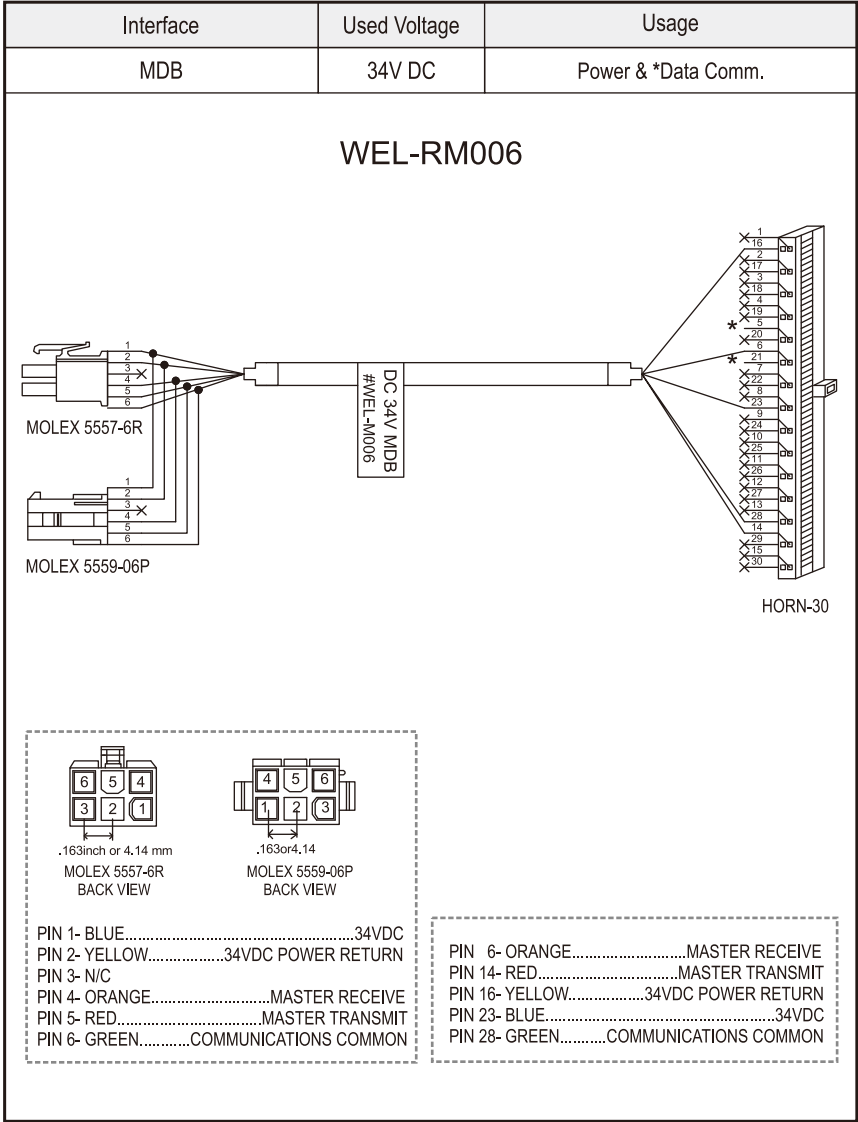 Interface Used Voltage Usage
MDB 34V DC Power & *Data Comm.
WEL-RM006
1
16
2
17
3
18
4
19
* 5
20
6
* 21
7
22
8
23
9
24
10
25
11
26
12
27
13
28
14
29
15
30
HORN-30
1
2
3
4
5
6
MOLEX 5557-6R
DC 34V MDB
#WEL-M006
1
2
3
4
5
6
MOLEX 5559-06P
6 5 4
3 2 1
.163inch or 4.14 mm
MOLEX 5557-6R
BACK VIEW
4 5 6
1 2 3
.163or4.14
MOLEX 5559-06P
BACK VIEW
PIN 1- BLUE.............................................34VDC
PIN 2- YELLOW..................34VDC POWER RETURN
PIN 3- N/C
PIN 4- ORANGE............................MASTER RECEIVE
PIN 5- RED..................................MASTER TRANSMIT
PIN 6- GREEN............COMMUNICATIONS COMMON
PIN 6- ORANGE...........................MASTER RECEIVE
PIN 14- RED.................................MASTER TRANSMIT
PIN 16- YELLOW..................34VDC POWER RETURN
PIN 23- BLUE.............................................34VDC
PIN 28- GREEN...........COMMUNICATIONS COMMON